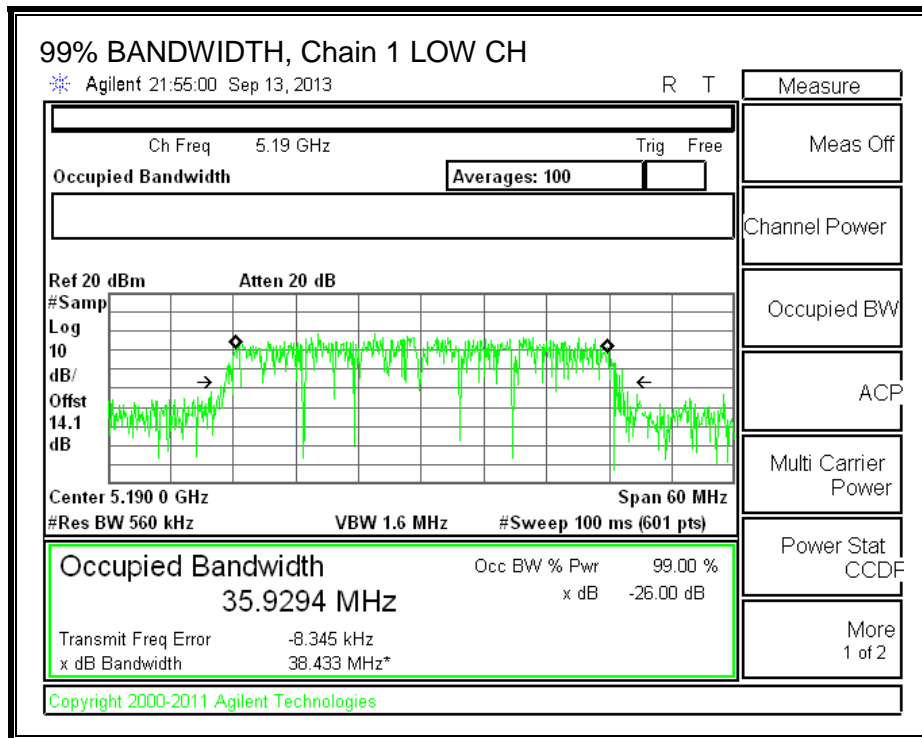 99% BANDWIDTH, Chain 1 LOW CH
Agilent 21:55:00 Sep 13, 2013 R T
Measure
Ch Freq 5.19 GHz Trig Free
Meas Off
Occupied Bandwidth Averages: 100
Channel Power
Ref 20 dBm Atten 20 dB
#Samp
Log
10
dB/
Offst
14.1
dB
Occupied BW
ACP
Center 5.190 0 GHz Span 60 MHz
#Res BW 560 kHz VBW 1.6 MHz #Sweep 100 ms (601 pts)
Multi Carrier
Power
Occupied Bandwidth Occ BW % Pwr 99.00 %
35.9294 MHz x dB -26.00 dB
Transmit Freq Error -8.345 kHz
x dB Bandwidth 38.433 MHz*
Power Stat
CCDF
More
1 of 2
Copyright 2000-2011 Agilent Technologies